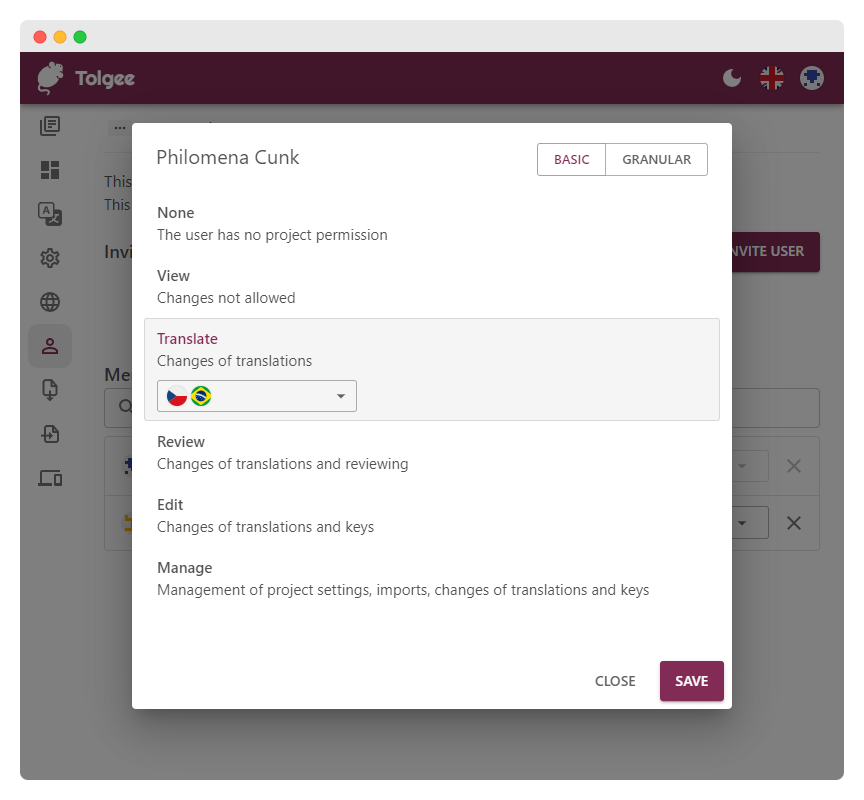 Tolgee
Philomena Cunk
BASIC
GRANULAR
This
This
None
The user has no project permission
INVITE USER
View
Changes not allowed
Translate
Changes of translations
Review
Changes of translations and reviewing
Edit
Changes of translations and keys
Manage
Management of project settings, imports, changes of translations and keys
CLOSE
SAVE